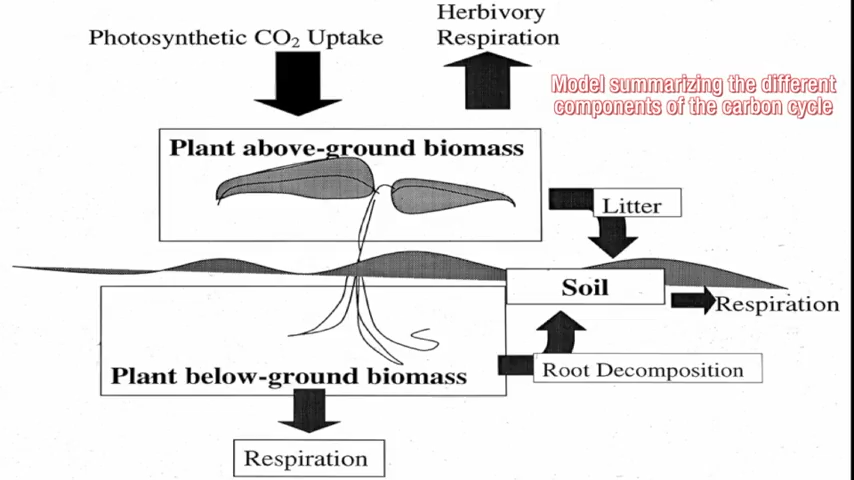 Herbivory
Photosynthetic CO₂ Uptake
Respiration
Model summarizing the different
components of the carbon cycle
Plant above-ground biomass
Litter
Soil
Respiration
Root Decomposition
Plant below-ground biomass
Respiration